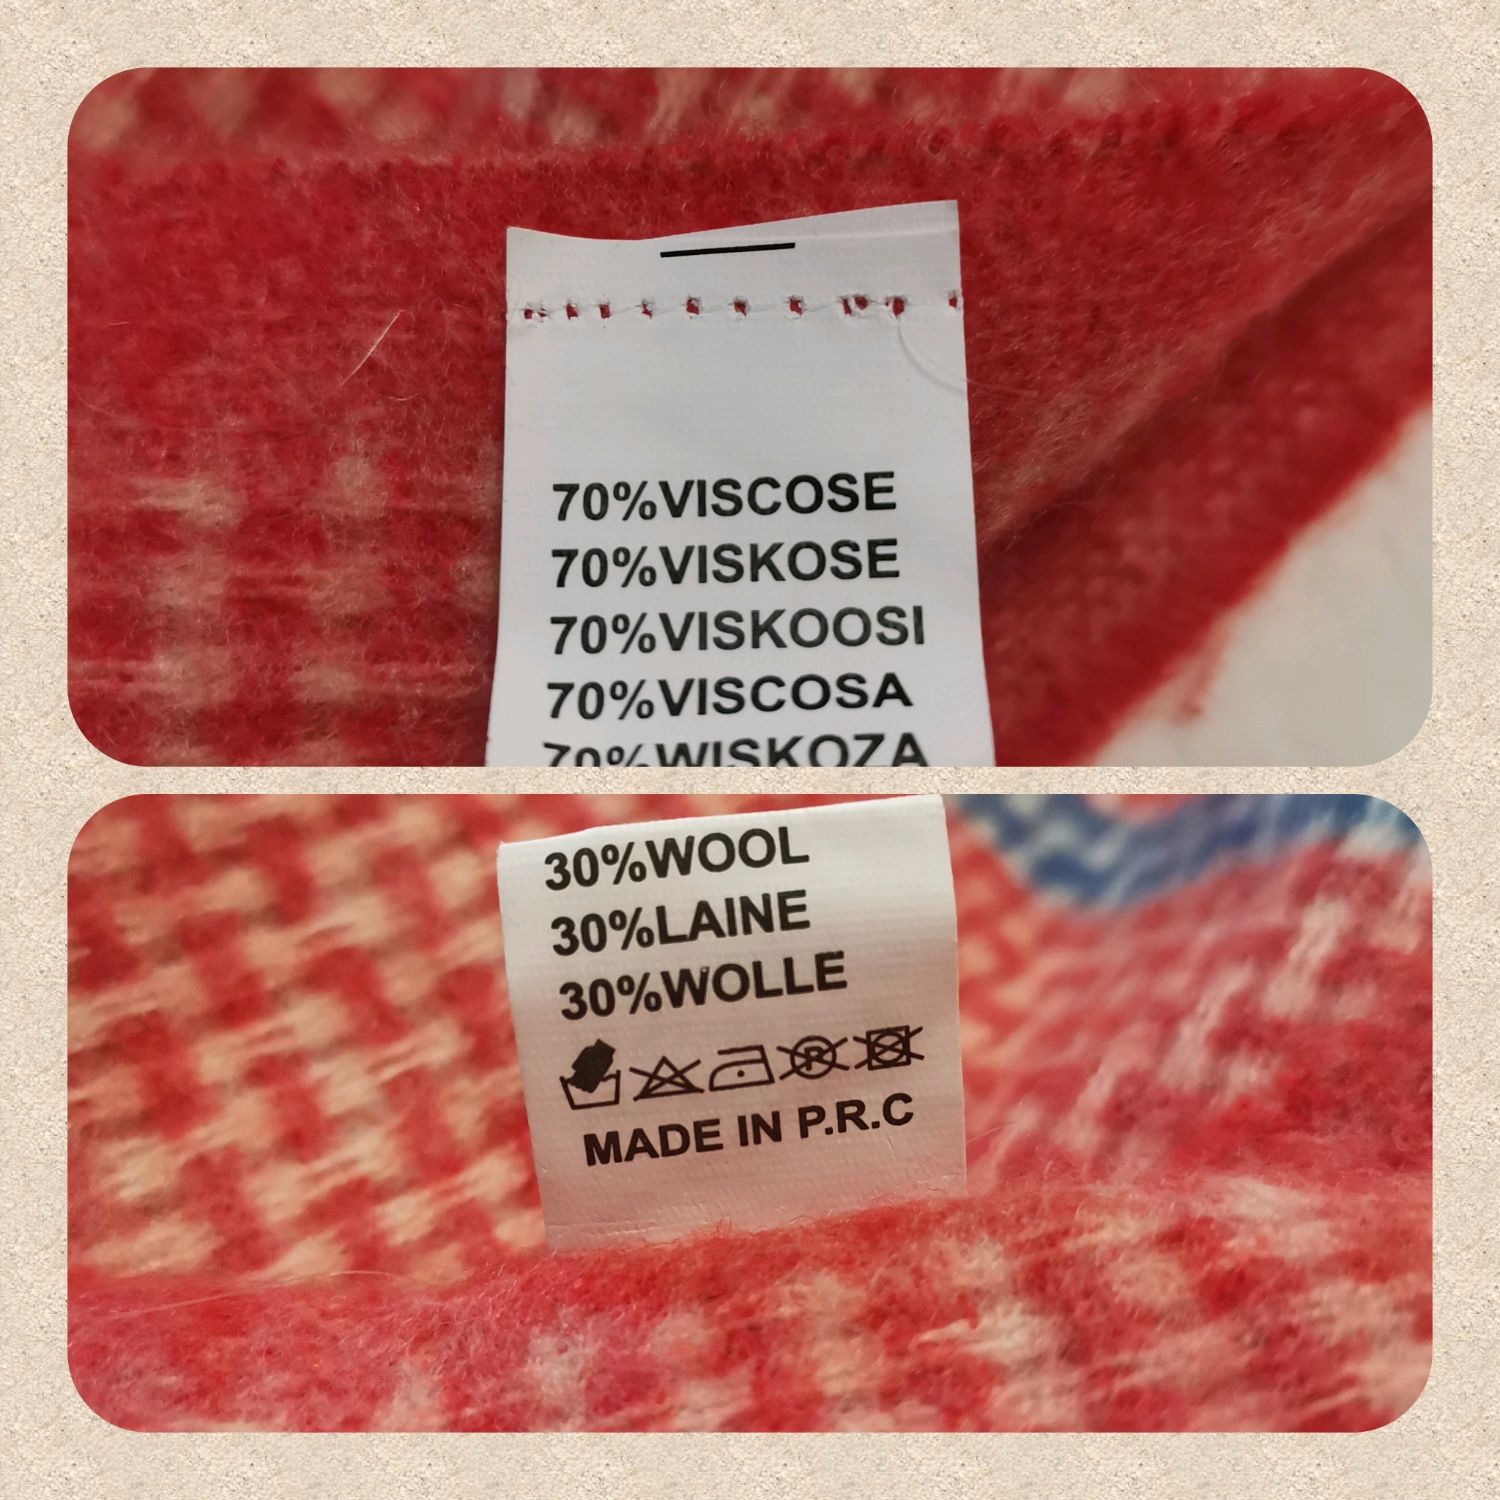 70%VISCOSE
70%VISKOSE
70%VISKOOSI
70%VISCOSA
70%WISKOZA
30%WOOL
30%LAINE
30%WOLLE
P
MADE IN P.R.C